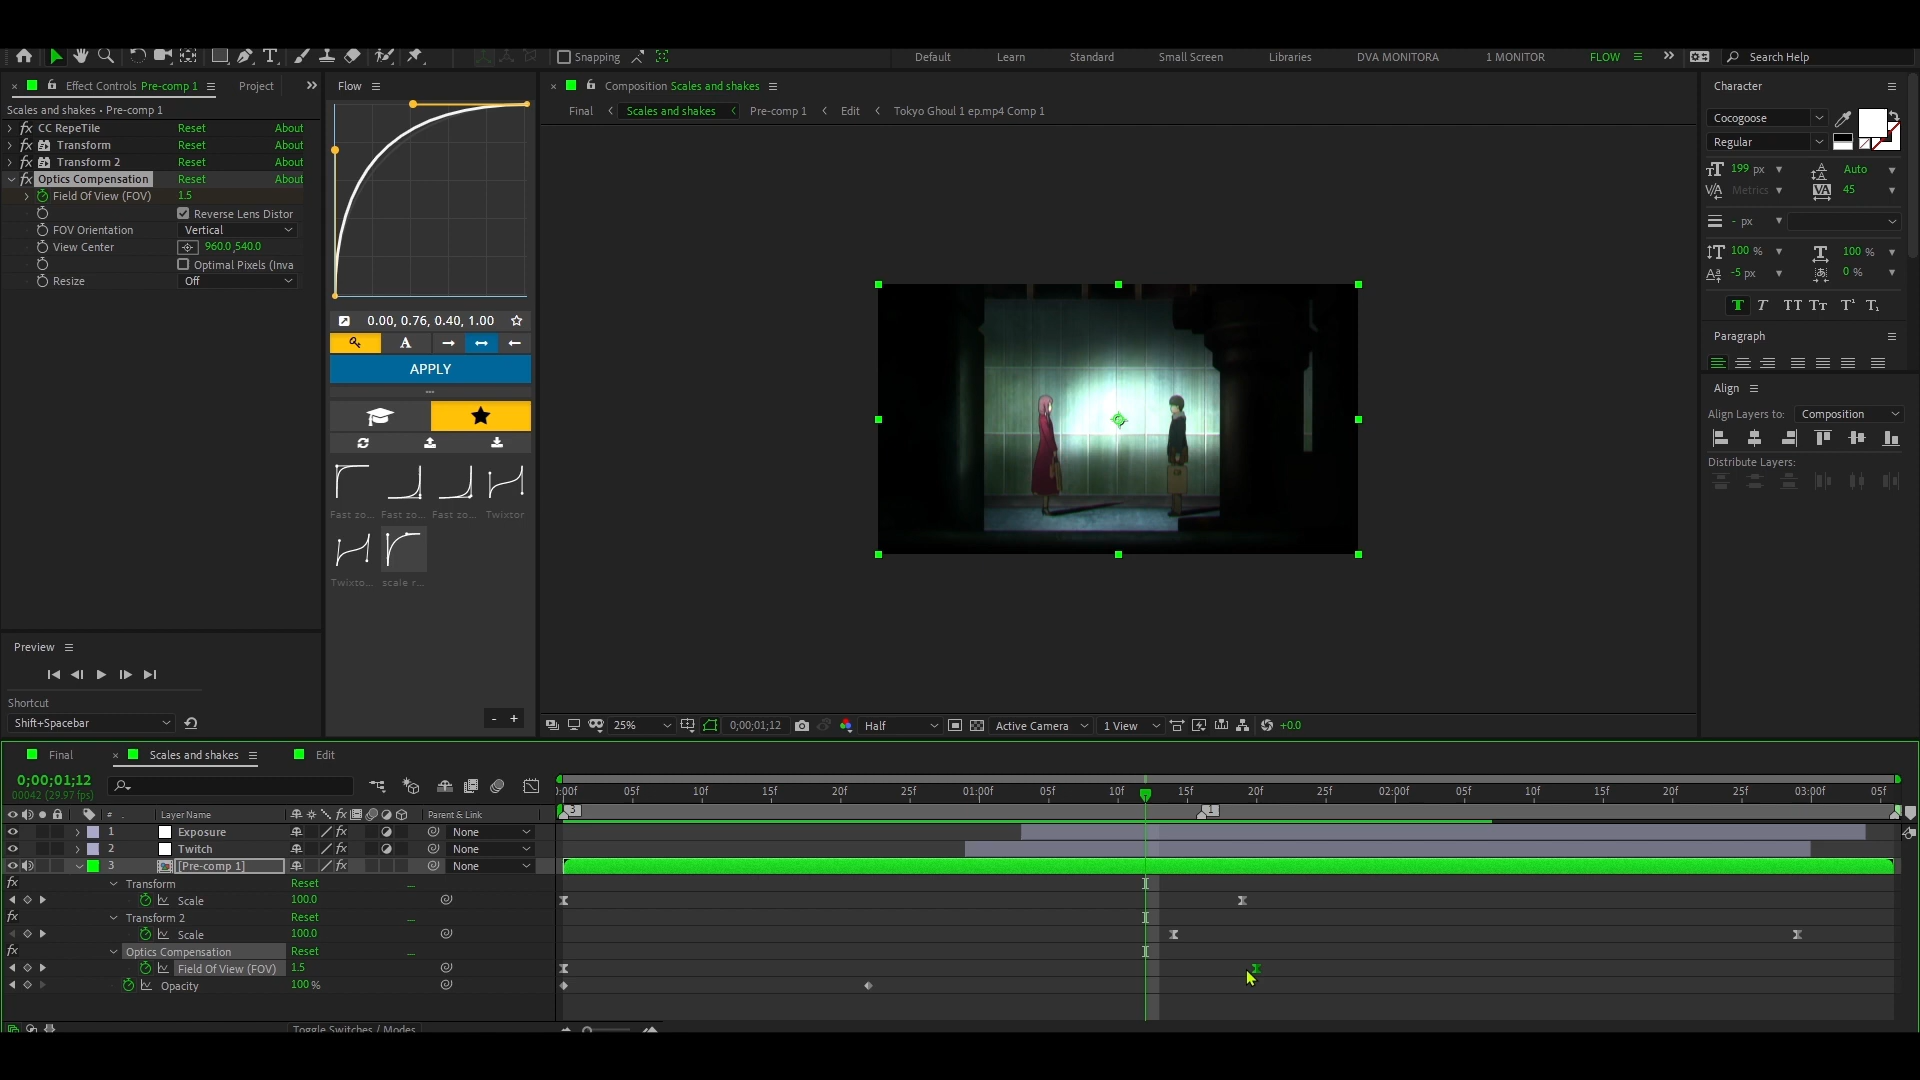 Snapping
Default
Learn
Standard
Small Screen
Libraries
DVA MONITORA
1 MONITOR
FLOW
Search Help
Effect Controls Pre-comp 1
Project
Flow
Composition Scales and shakes
Character
Scales and shakes • Pre-comp 1
Final
Scales and shakes
Pre-comp 1
Edit
Tokyo Ghoul 1 ep.mp4 Comp 1
CC RepeTile Reset About
Transform Reset About
Transform 2 Reset About
Optics Compensation Reset About
Field Of View (FOV) 1.5
Reverse Lens Distor
FOV Orientation Vertical
View Center 960.0,540.0
Optimal Pixels (Inva
Resize Off
0.00, 0.76, 0.40, 1.00
A
APPLY
Fast zo... Fast zo... Fast zo... Twixtor
Twixto... scale r...
Cocogoose
Regular
199 px Auto
Metrics 45
- px
100 % 100 %
-5 px 0 %
T T TT Tt T¹ T₁
Paragraph
Align
Align Layers to: Composition
Distribute Layers:
Preview
Shortcut
Shift+Spacebar
- +
25%
0;00;01;12
Half
Active Camera
1 View
+0.0
Final
Scales and shakes
Edit
0;00;01;12
00042 (29.97 fps)
:00f 05f 10f 15f 20f 25f 01:00f 05f 10f 15f 20f 25f 02:00f 05f 10f 15f 20f 25f 03:00f 05f
# Layer Name Parent & Link
3 1
1 Exposure None
2 Twitch None
3 [Pre-comp 1] None
Transform Reset
Scale 100.0
Transform 2 Reset
Scale 100.0
Optics Compensation Reset
Field Of View (FOV) 1.5
Opacity 100 %
Toggle Switches / Modes